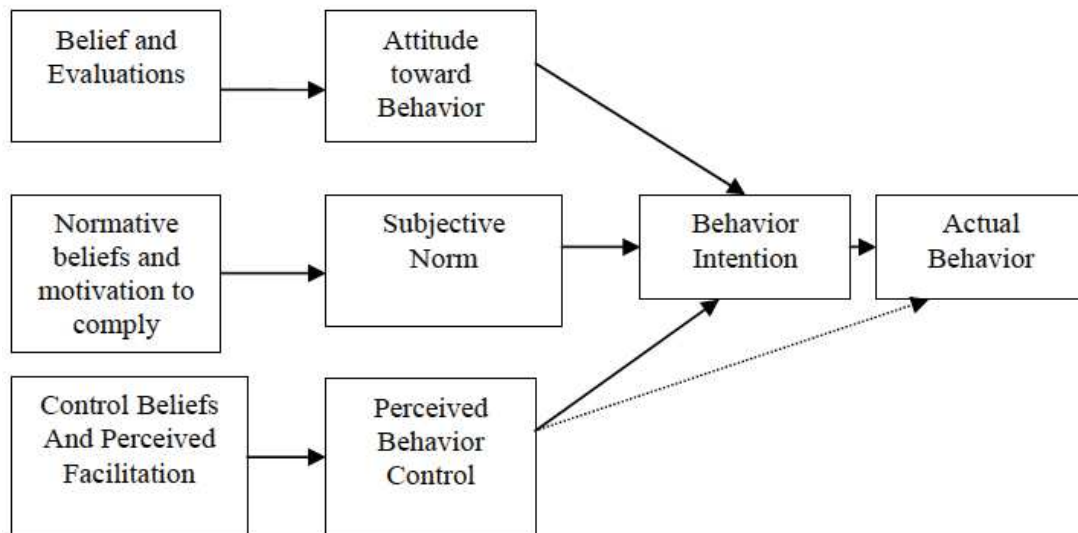 Belief and
Evaluations
Attitude
toward
Behavior
Normative
beliefs and
motivation to
comply
Subjective
Norm
Behavior
Intention
Actual
Behavior
Control Beliefs
And Perceived
Facilitation
Perceived
Behavior
Control